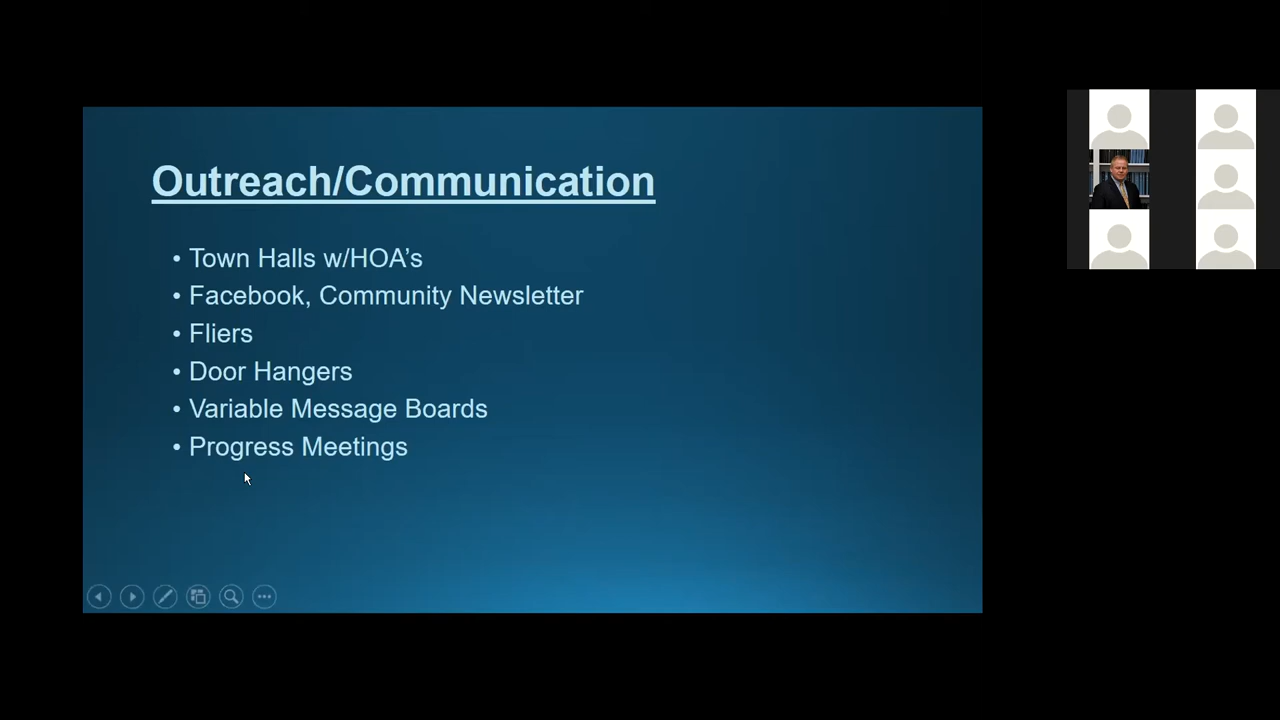 Outreach/Communication
• Town Halls w/HOA’s
• Facebook, Community Newsletter
• Fliers
• Door Hangers
• Variable Message Boards
• Progress Meetings